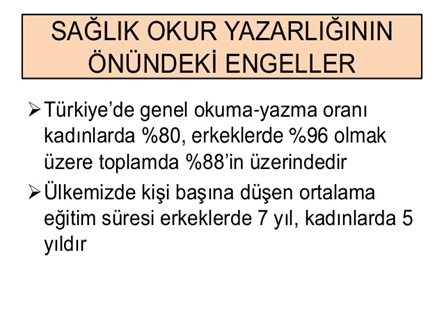 SAĞLIK OKUR YAZARLIĞININ
ÖNÜNDEKİ ENGELLER
➢Türkiye’de genel okuma-yazma oranı
kadınlarda %80, erkeklerde %96 olmak
üzere toplamda %88’in üzerindedir
➢Ülkemizde kişi başına düşen ortalama
eğitim süresi erkeklerde 7 yıl, kadınlarda 5
yıldır